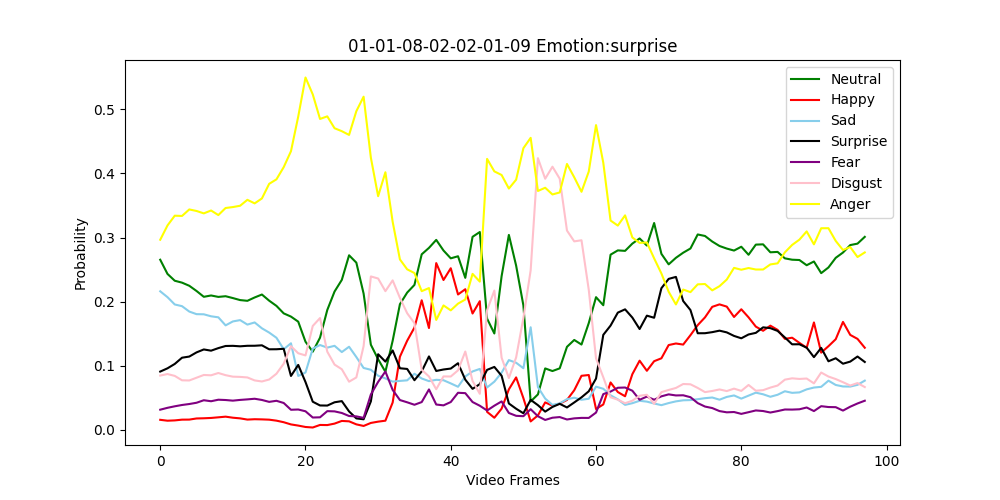 01-01-08-02-02-01-09 Emotion:surprise
Probability
0.5
0.4
0.3
0.2
0.1
0.0
0 20 40 60 80 100
Video Frames
Neutral
Happy
Sad
Surprise
Fear
Disgust
Anger